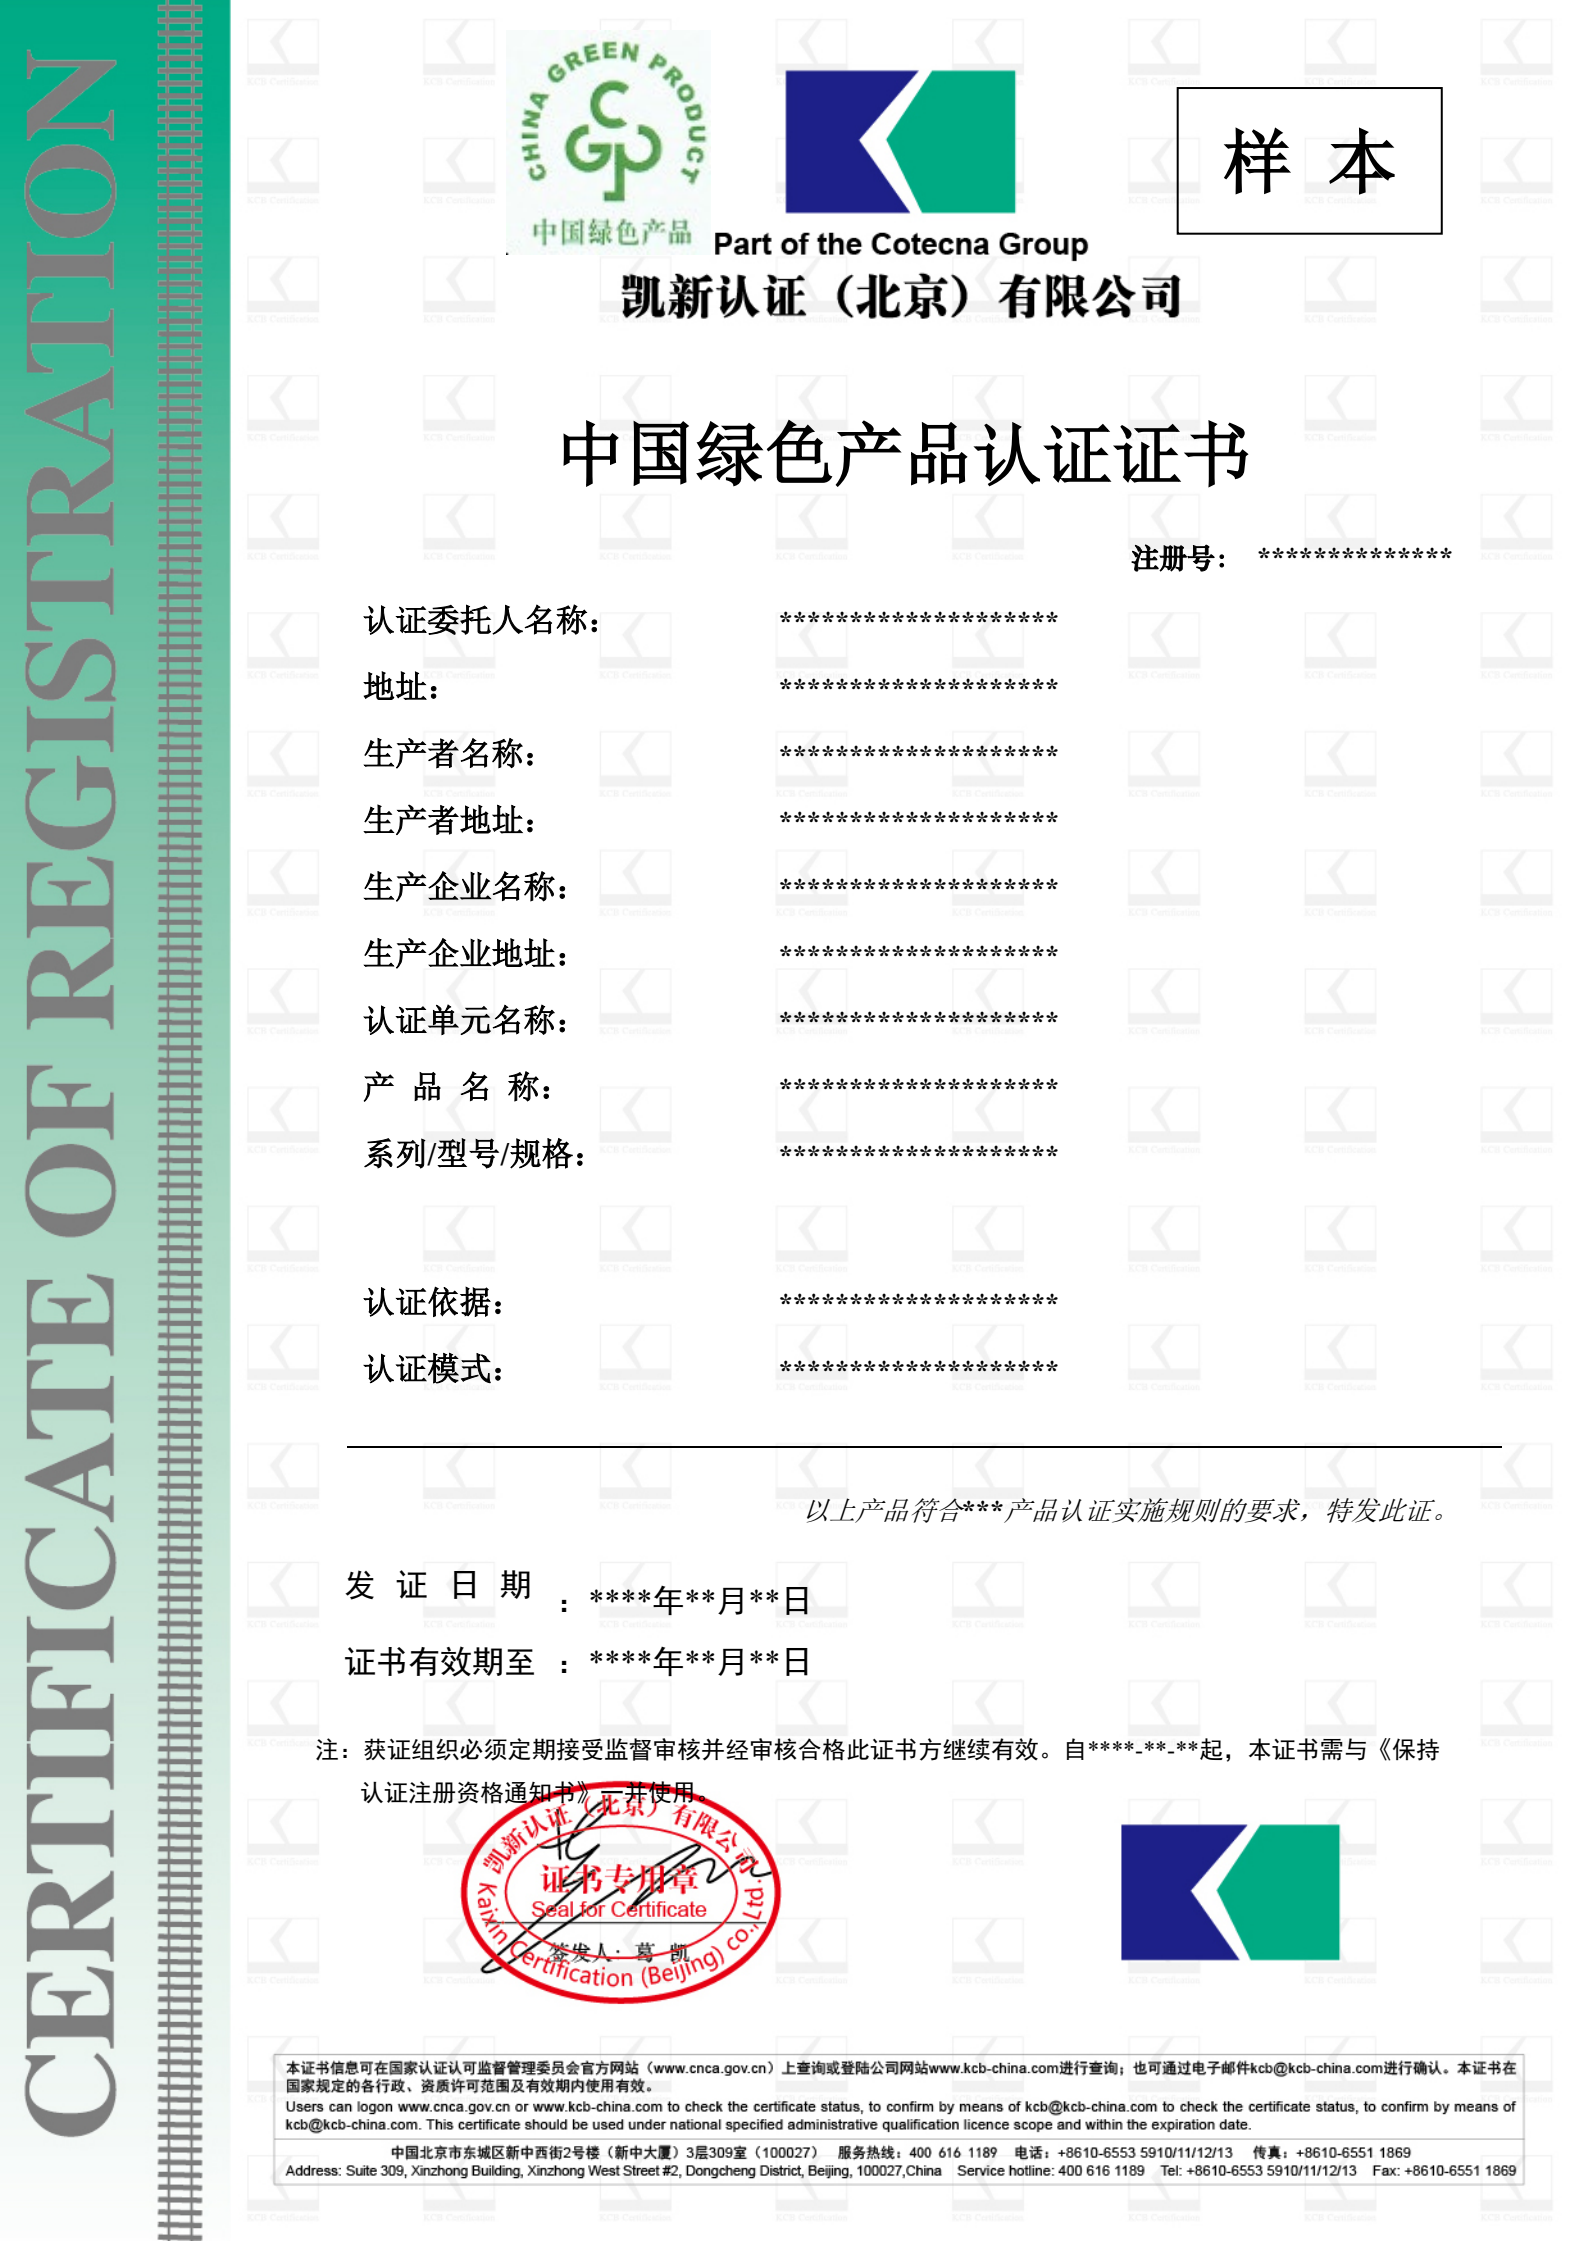 CERTIFICATE OF REGISTRATION
CHINA GREEN PRODUCT
CGP
中国绿色产品
样 本
Part of the Cotecna Group
凯新认证（北京）有限公司
中国绿色产品认证证书
注册号： **************
认证委托人名称： ********************
地址： ********************
生产者名称： ********************
生产者地址： ********************
生产企业名称： ********************
生产企业地址： ********************
认证单元名称： ********************
产 品 名 称： ********************
系列/型号/规格： ********************
认证依据： ********************
认证模式： ********************
以上产品符合***产品认证实施规则的要求，特发此证。
发 证 日 期 ：****年**月**日
证书有效期至 ：****年**月**日
注：获证组织必须定期接受监督审核并经审核合格此证书方继续有效。自****-**-**起，本证书需与《保持
认证注册资格通知书》一并使用。
凯新认证（北京）有限公司
证书专用章
Seal for Certificate
签发人：葛 凯
Kaixin Certification (Beijing) co.,Ltd.
本证书信息可在国家认证认可监督管理委员会官方网站（www.cnca.gov.cn）上查询或登陆公司网站www.kcb-china.com进行查询；也可通过电子邮件kcb@kcb-china.com进行确认。本证书在
国家规定的各行政、资质许可范围及有效期内使用有效。
Users can logon www.cnca.gov.cn or www.kcb-china.com to check the certificate status, to confirm by means of kcb@kcb-china.com to check the certificate status, to confirm by means of
kcb@kcb-china.com. This certificate should be used under national specified administrative qualification licence scope and within the expiration date.
中国北京市东城区新中西街2号楼（新中大厦）3层309室（100027） 服务热线：400 616 1189 电话：+8610-6553 5910/11/12/13 传真：+8610-6551 1869
Address: Suite 309, Xinzhong Building, Xinzhong West Street #2, Dongcheng District, Beijing, 100027,China Service hotline: 400 616 1189 Tel: +8610-6553 5910/11/12/13 Fax: +8610-6551 1869